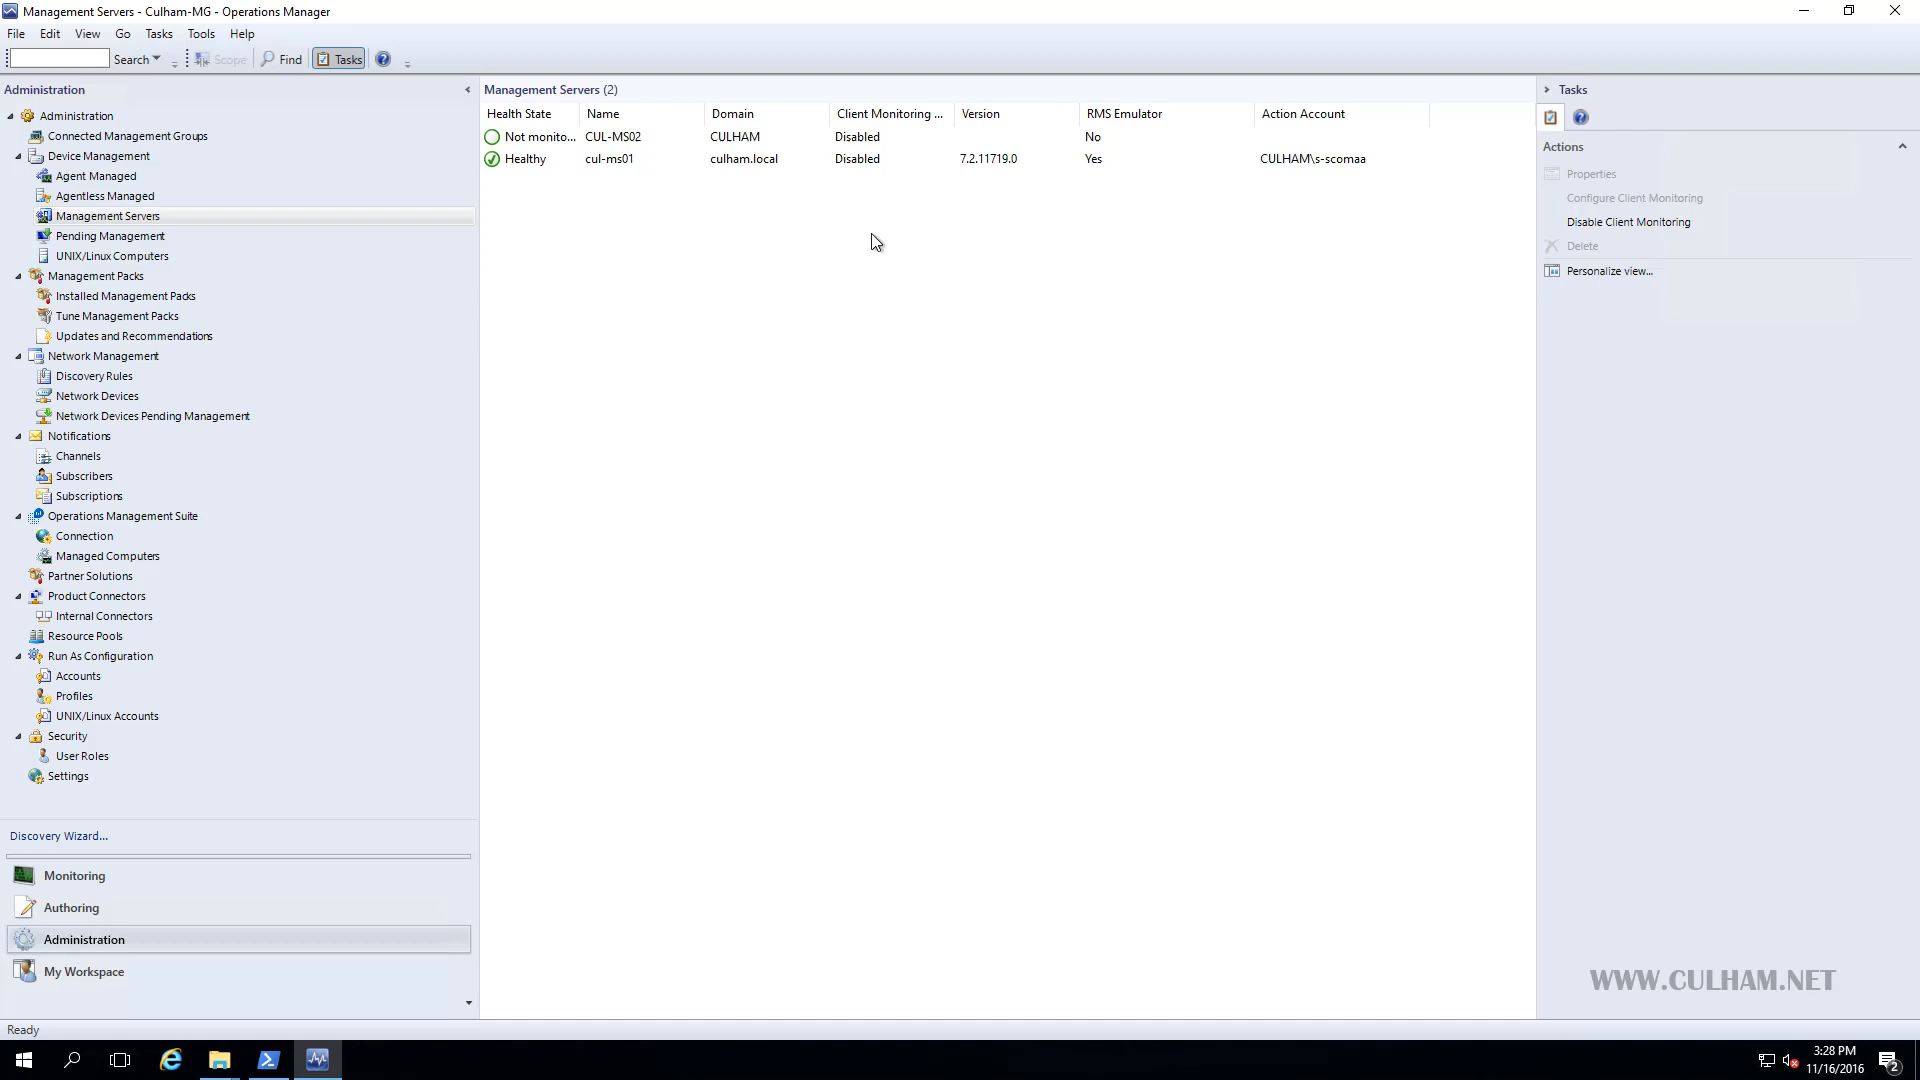 Management Servers - Culham-MG - Operations Manager
File Edit View Go Tasks Tools Help
Search Scope Find Tasks
Administration
Administration
Connected Management Groups
Device Management
Agent Managed
Agentless Managed
Management Servers
Pending Management
UNIX/Linux Computers
Management Packs
Installed Management Packs
Tune Management Packs
Updates and Recommendations
Network Management
Discovery Rules
Network Devices
Network Devices Pending Management
Notifications
Channels
Subscribers
Subscriptions
Operations Management Suite
Connection
Managed Computers
Partner Solutions
Product Connectors
Internal Connectors
Resource Pools
Run As Configuration
Accounts
Profiles
UNIX/Linux Accounts
Security
User Roles
Settings
Discovery Wizard...
Monitoring
Authoring
Administration
My Workspace
Management Servers (2)
Health State Name Domain Client Monitoring ... Version RMS Emulator Action Account
Not monito... CUL-MS02 CULHAM Disabled No
Healthy cul-ms01 culham.local Disabled 7.2.11719.0 Yes CULHAM\s-scomaa
Tasks
Actions
Properties
Configure Client Monitoring
Disable Client Monitoring
Delete
Personalize view...
WWW.CULHAM.NET
Ready
3:28 PM
11/16/2016
2